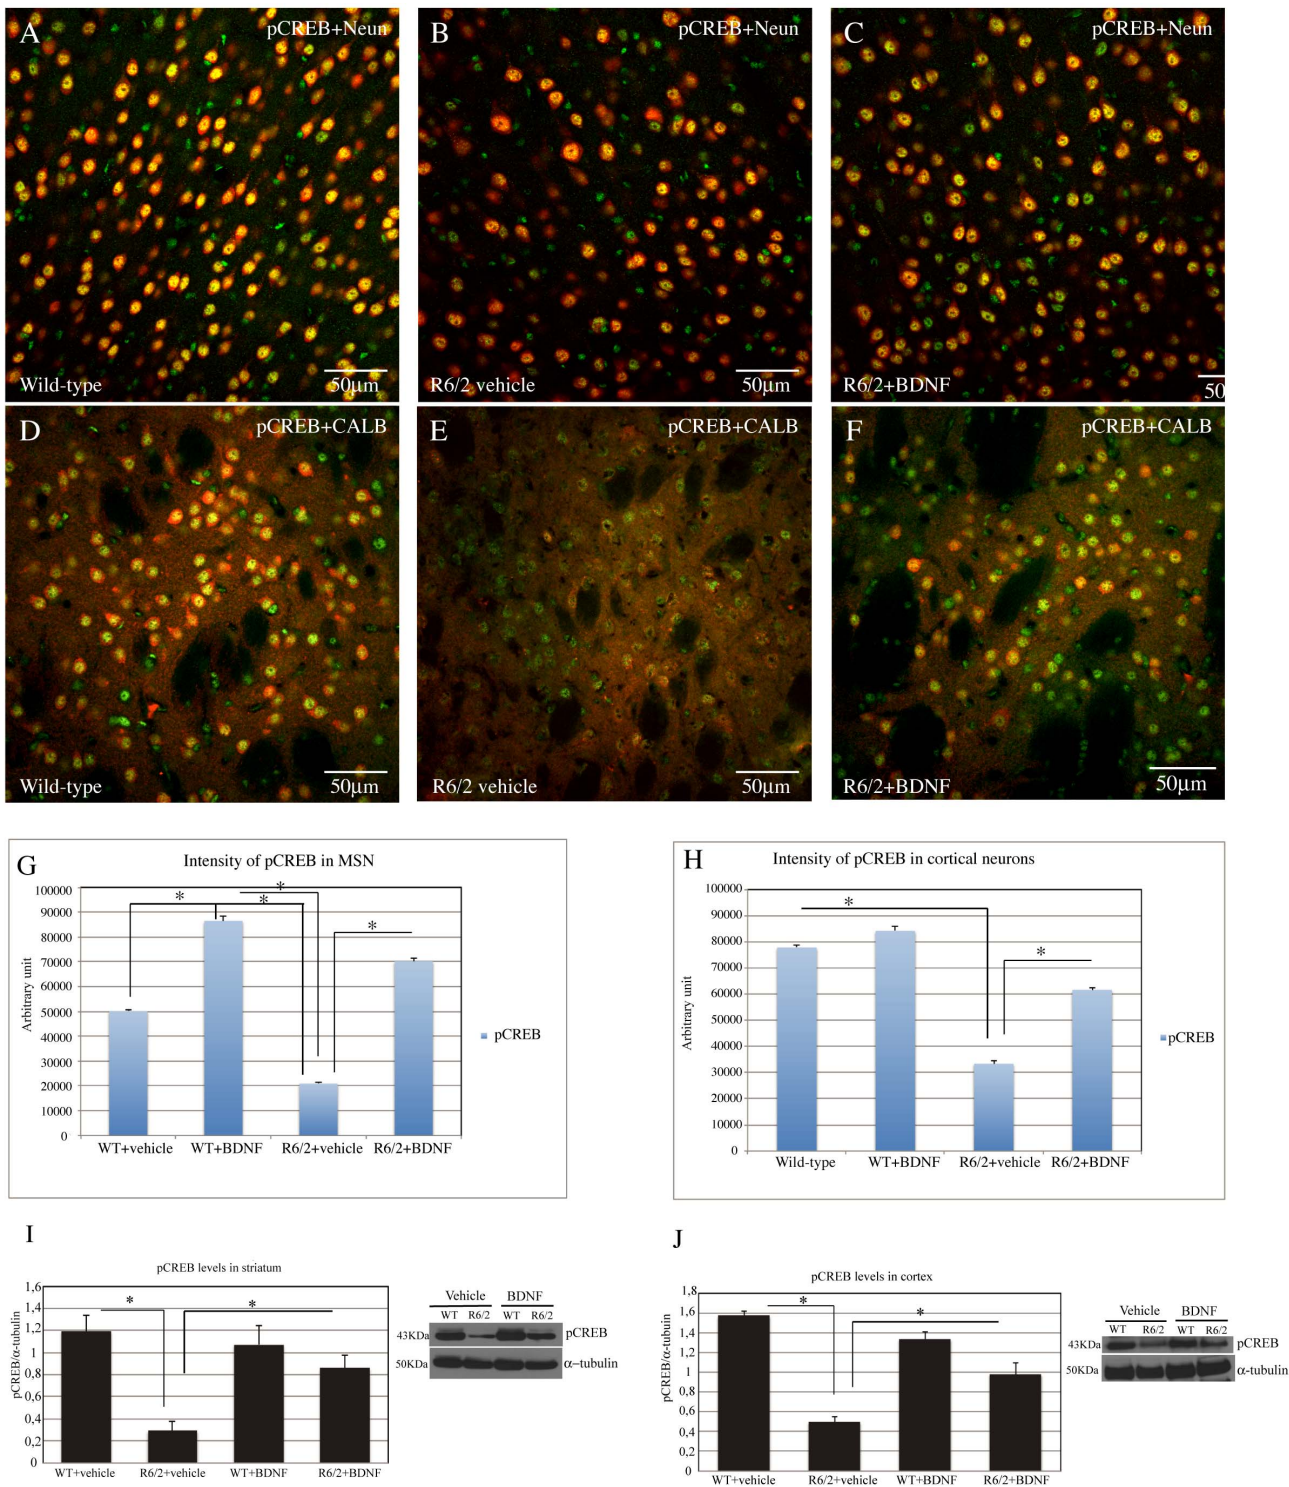 A
pCREB+Neun
Wild-type
50μm
B
pCREB+Neun
R6/2 vehicle
50μm
C
pCREB+Neun
R6/2+BDNF
50
D
pCREB+CALB
Wild-type
50μm
E
pCREB+CALB
R6/2 vehicle
50μm
F
pCREB+CALB
R6/2+BDNF
50μm
G
Intensity of pCREB in MSN
Arbitrary unit
100000
90000
80000
70000
60000
50000
40000
30000
20000
10000
0
* * * *
WT+vehicle WT+BDNF R6/2+vehicle R6/2+BDNF
pCREB
H
Intensity of pCREB in cortical neurons
Arbitrary unit
100000
90000
80000
70000
60000
50000
40000
30000
20000
10000
0
* *
Wild-type WT+BDNF R6/2+vehicle R6/2+BDNF
pCREB
I
pCREB levels in striatum
pCREB/α-tubulin
1,6
1,4
1,2
1
0,8
0,6
0,4
0,2
0
* *
WT+vehicle R6/2+vehicle WT+BDNF R6/2+BDNF
Vehicle BDNF
WT R6/2 WT R6/2
43KDa pCREB
50KDa α−tubulin
J
pCREB levels in cortex
pCREB/α-tubulin
1,8
1,6
1,4
1,2
1
0,8
0,6
0,4
0,2
0
* *
WT+vehicle R6/2+vehicle WT+BDNF R6/2+BDNF
Vehicle BDNF
WT R6/2 WT R6/2
43KDa pCREB
50KDa α-tubulin